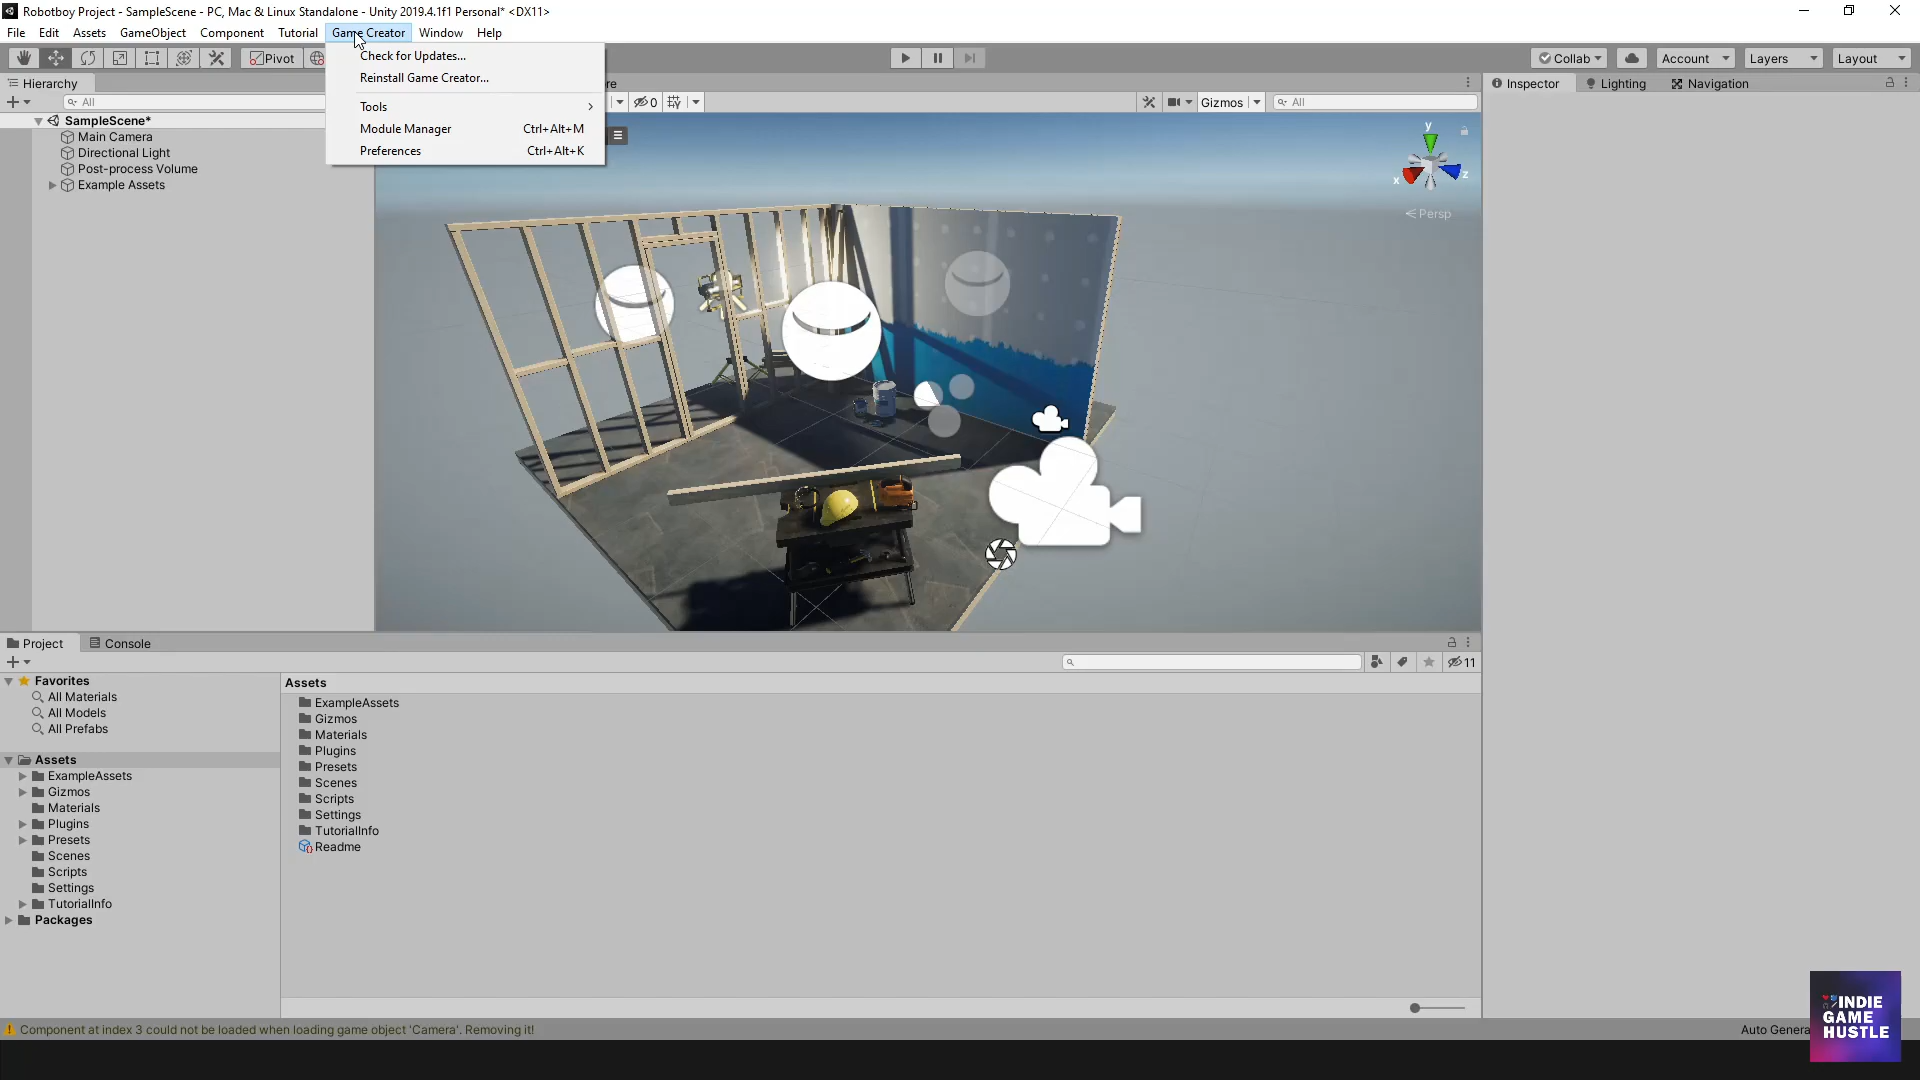 Robotboy Project - SampleScene - PC, Mac & Linux Standalone - Unity 2019.4.1f1 Personal* <DX11>
File Edit Assets GameObject Component Tutorial Game Creator Window Help
Check for Updates...
Reinstall Game Creator...
Tools
Module Manager Ctrl+Alt+M
Preferences Ctrl+Alt+K
Pivot
Collab Account Layers Layout
Hierarchy
All
SampleScene*
Main Camera
Directional Light
Post-process Volume
Example Assets
0
Gizmos All
y
x z
Persp
Inspector Lighting Navigation
Project Console
11
Favorites
All Materials
All Models
All Prefabs
Assets
ExampleAssets
Gizmos
Materials
Plugins
Presets
Scenes
Scripts
Settings
TutorialInfo
Packages
Assets
ExampleAssets
Gizmos
Materials
Plugins
Presets
Scenes
Scripts
Settings
TutorialInfo
Readme
Component at index 3 could not be loaded when loading game object 'Camera'. Removing it!
Auto Genera
INDIE
GAME
HUSTLE